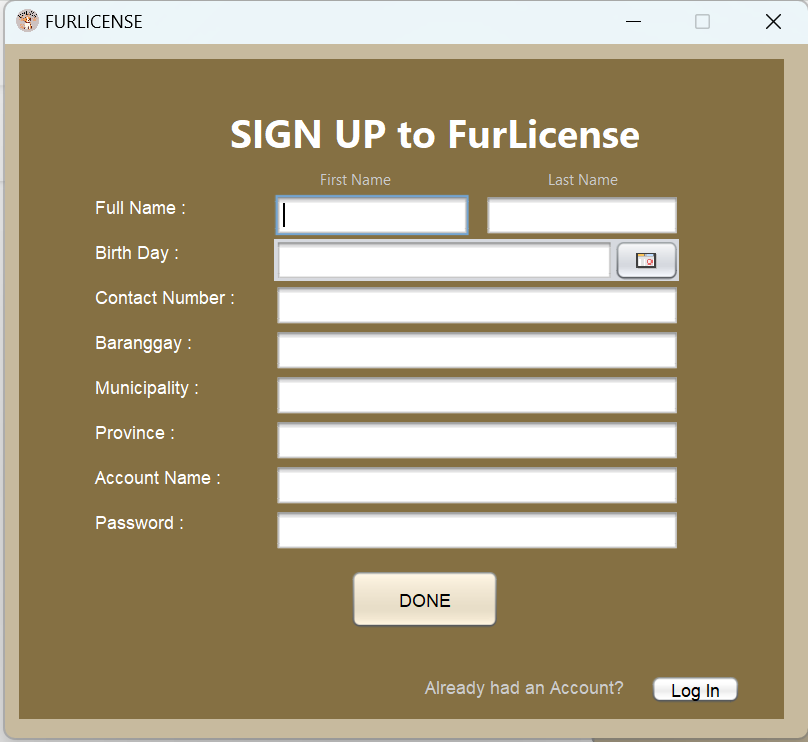 FURLICENSE
SIGN UP to FurLicense
First Name Last Name
Full Name :
Birth Day :
Contact Number :
Baranggay :
Municipality :
Province :
Account Name :
Password :
DONE
Already had an Account? Log In